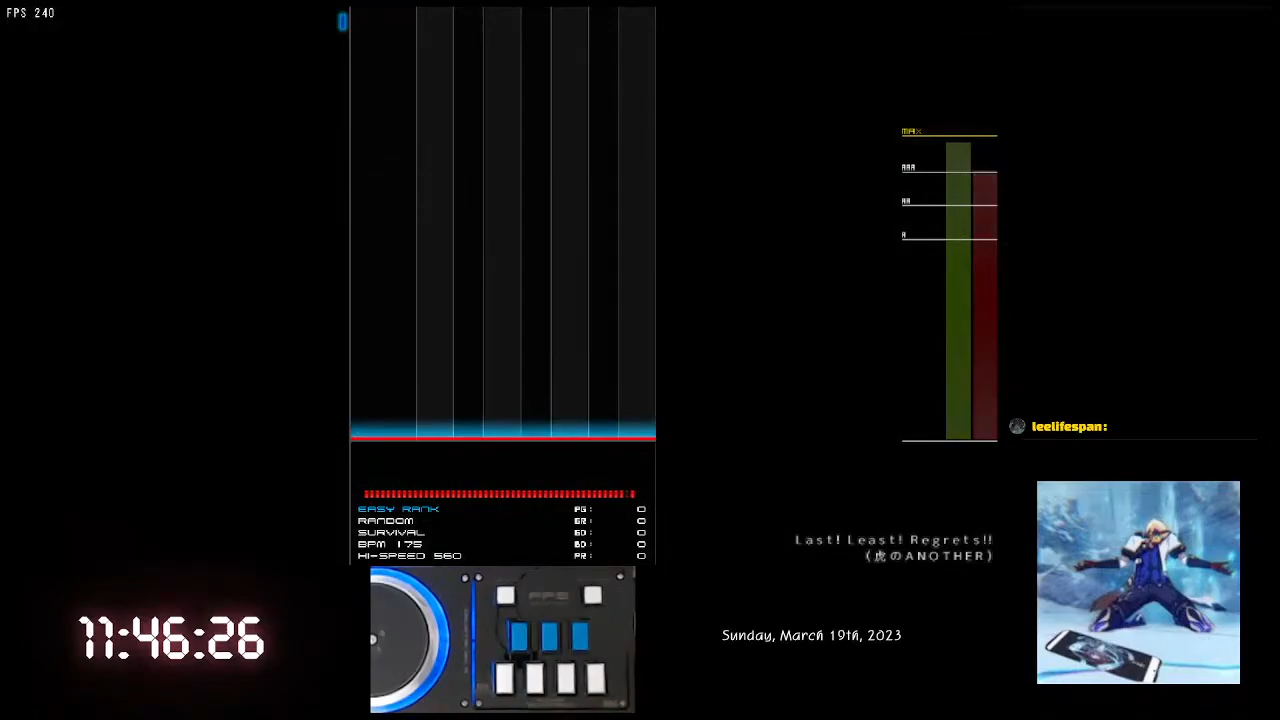 FPS 240
0
MAX
AAA
AA
A
leelifespan:
EASY RANK
RANDOM
SURVIVAL
BPM 175
HI-SPEED 560
PG: 0
GR: 0
GD: 0
BD: 0
PR: 0
Last! Least! Regrets!!
(虎のANOTHER)
11:46:26
Sunday, March 19th, 2023